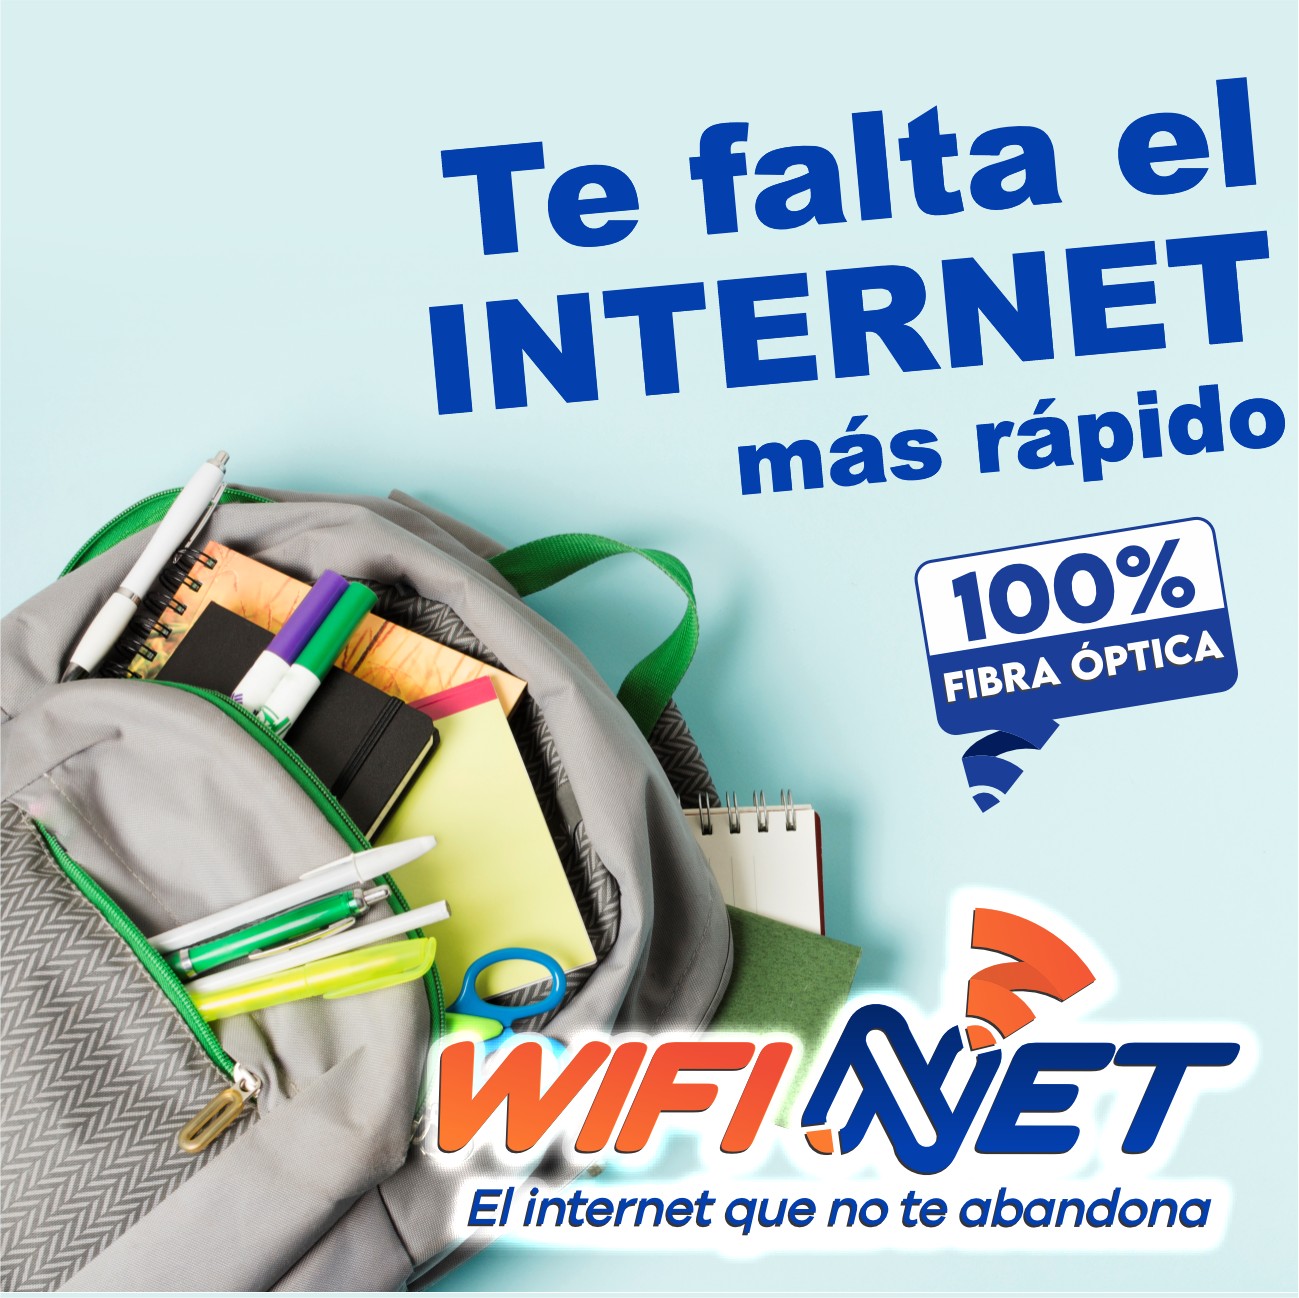 Te falta el
INTERNET
más rápido
100%
FIBRA ÓPTICA
WIFI NET
El internet que no te abandona